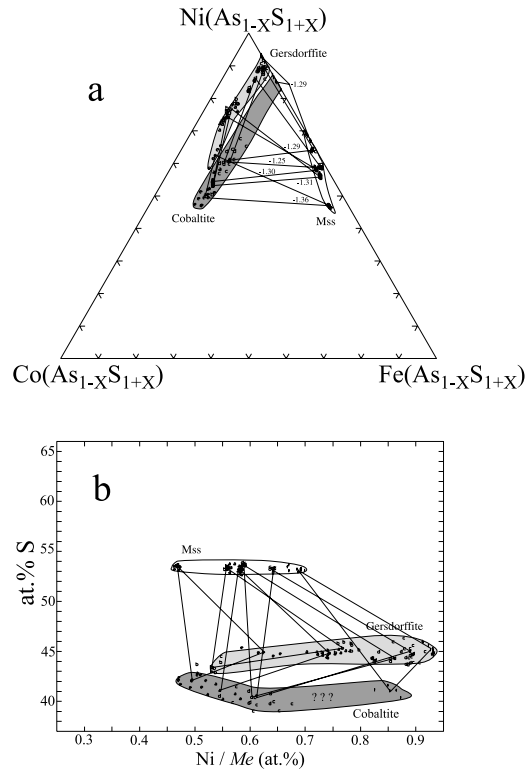 Ni(As1-XS1+X)
Gersdorffite
a
-1.29
-1.29
-1.25
-1.30
-1.31
-1.36
Cobaltite
Mss
Co(As1-XS1+X)
Fe(As1-XS1+X)
b
65
60
55
50
45
40
at.% S
Mss
Gersdorffite
???
Cobaltite
0.3 0.4 0.5 0.6 0.7 0.8 0.9
Ni / Me (at.%)